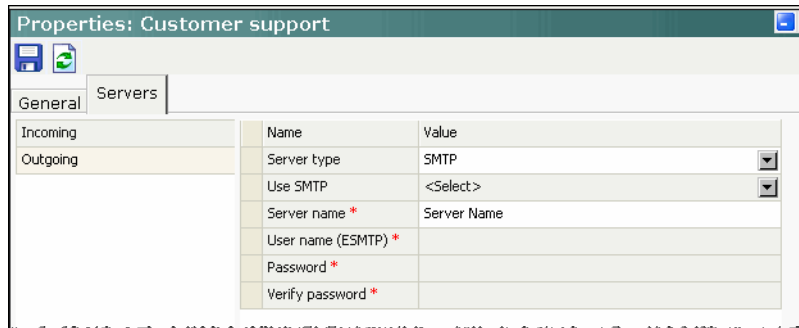 Properties: Customer support
General Servers
Incoming
Outgoing
Name Value
Server type SMTP
Use SMTP <Select>
Server name * Server Name
User name (ESMTP) *
Password *
Verify password *